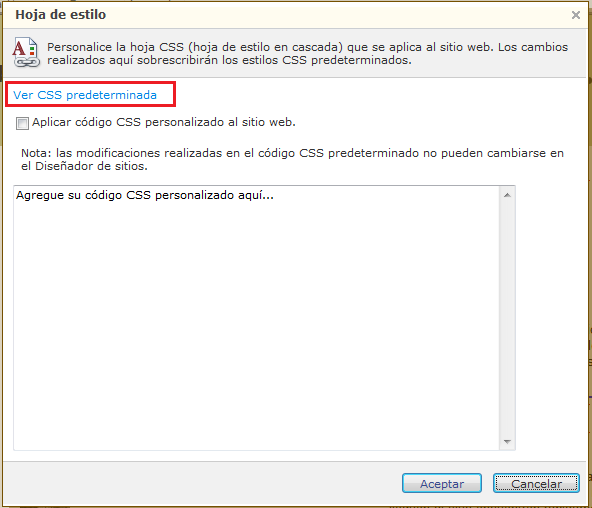 Hoja de estilo
Personalice la hoja CSS (hoja de estilo en cascada) que se aplica al sitio web. Los cambios
realizados aquí sobrescribirán los estilos CSS predeterminados.
Ver CSS predeterminada
Aplicar código CSS personalizado al sitio web.
Nota: las modificaciones realizadas en el código CSS predeterminado no pueden cambiarse en
el Diseñador de sitios.
Agregue su código CSS personalizado aquí...
Aceptar
Cancelar